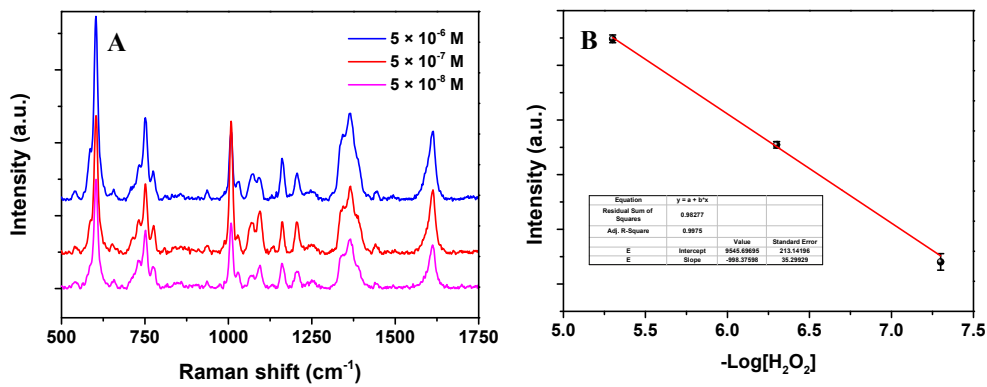 A
5 × 10⁻⁶ M
5 × 10⁻⁷ M
5 × 10⁻⁸ M
Intensity (a.u.)
500 750 1000 1250 1500 1750
Raman shift (cm⁻¹)
B
Intensity (a.u.)
Equation y = a + b*x
Residual Sum of Squares 0.98277
Adj. R-Square 0.9975
Value Standard Error
E Intercept 9545.69695 213.14196
E Slope -998.37598 35.29929
5.0 5.5 6.0 6.5 7.0 7.5
-Log[H₂O₂]